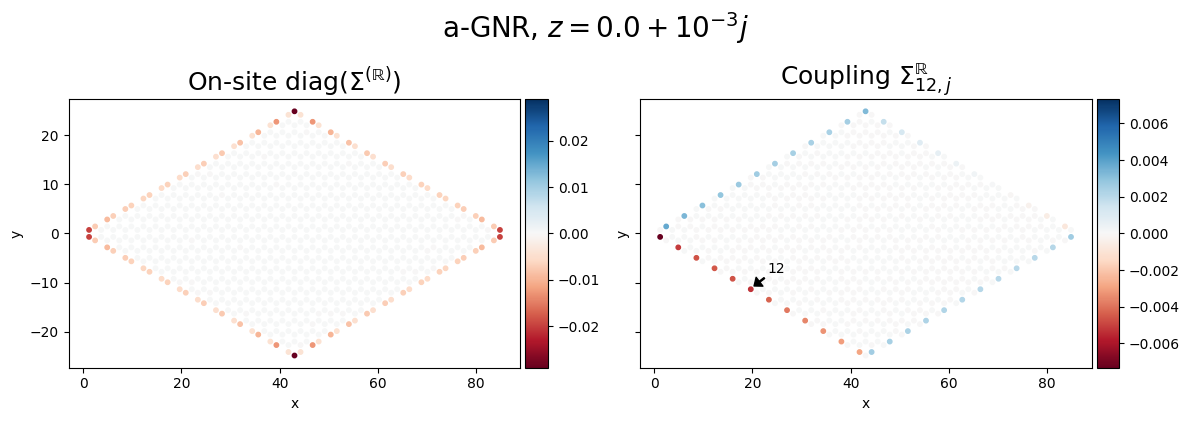 a-GNR, z = 0.0 + 10⁻³j
On-site diag(Σ^(ℝ))
Coupling Σ^ℝ_12,j
20
10
0
−10
−20
y
0 20 40 60 80
x
0.02
0.01
0.00
−0.01
−0.02
y
12
0 20 40 60 80
x
0.006
0.004
0.002
0.000
−0.002
−0.004
−0.006